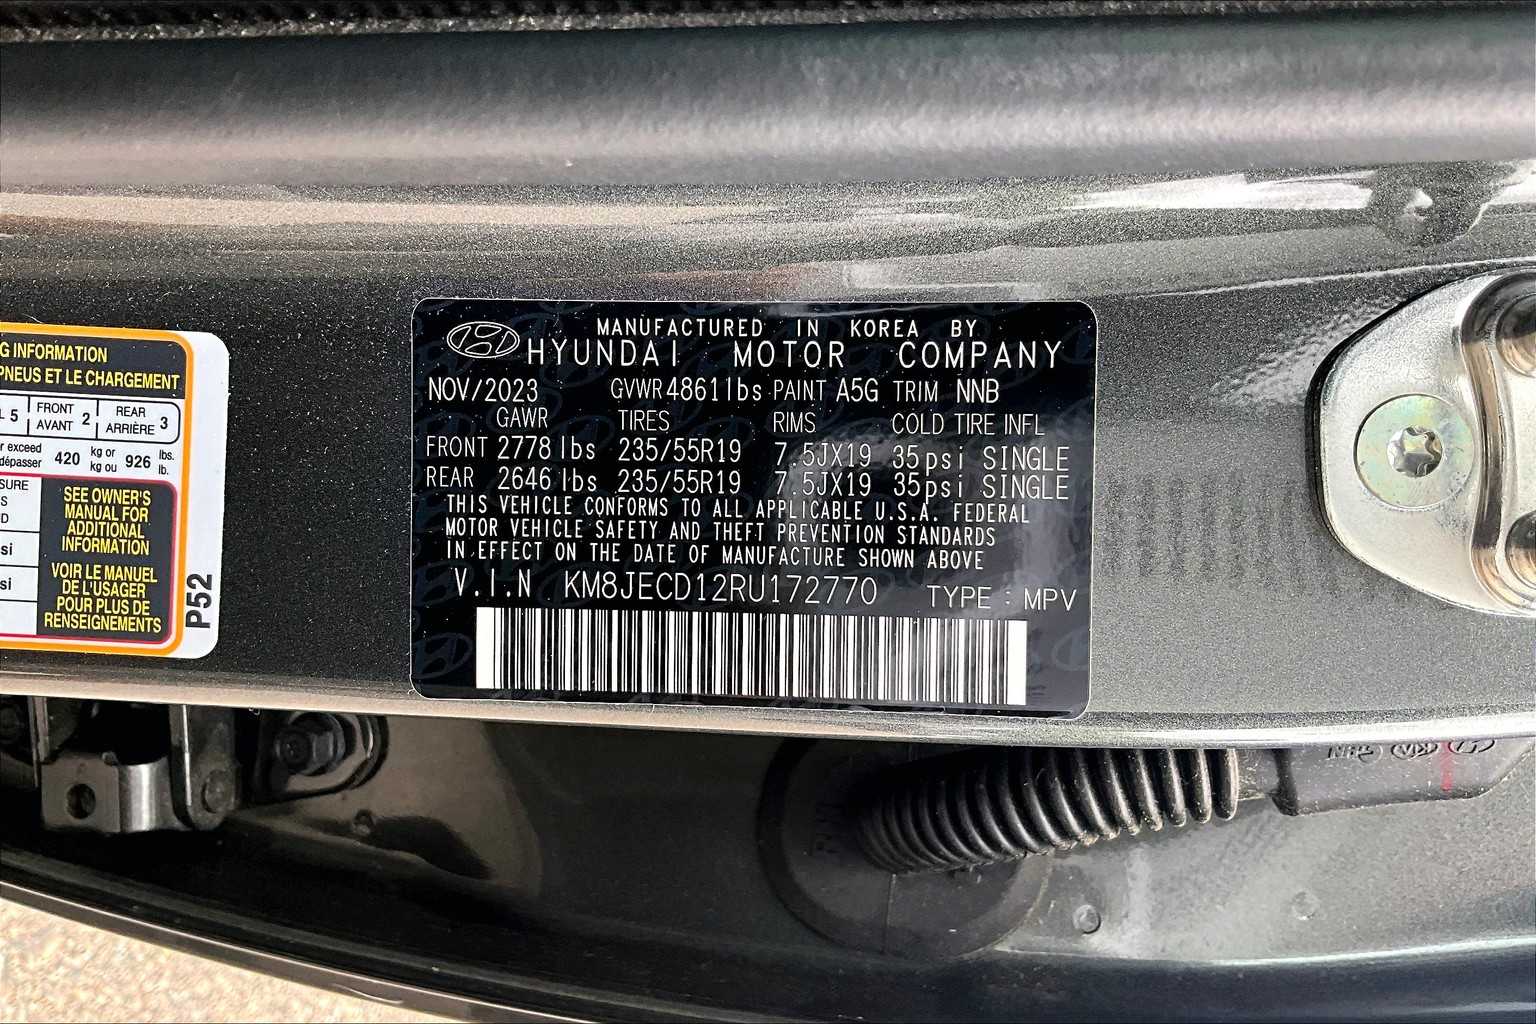 G INFORMATION
PNEUS ET LE CHARGEMENT
L 5 FRONT AVANT 2 REAR ARRIÈRE 3
er exceed
dépasser 420 kg or kg ou 926 lbs. lb.
SURE
S
D
si
si
SEE OWNER'S
MANUAL FOR
ADDITIONAL
INFORMATION
VOIR LE MANUEL
DE L'USAGER
POUR PLUS DE
RENSEIGNEMENTS
P52
MANUFACTURED IN KOREA BY
HYUNDAI MOTOR COMPANY
NOV/2023 GVWR 4861lbs PAINT A5G TRIM NNB
GAWR TIRES RIMS COLD TIRE INFL
FRONT 2778 lbs 235/55R19 7.5JX19 35psi SINGLE
REAR 2646 lbs 235/55R19 7.5JX19 35psi SINGLE
THIS VEHICLE CONFORMS TO ALL APPLICABLE U.S.A. FEDERAL
MOTOR VEHICLE SAFETY AND THEFT PREVENTION STANDARDS
IN EFFECT ON THE DATE OF MANUFACTURE SHOWN ABOVE
V.I.N KM8JECD12RU172770 TYPE : MPV